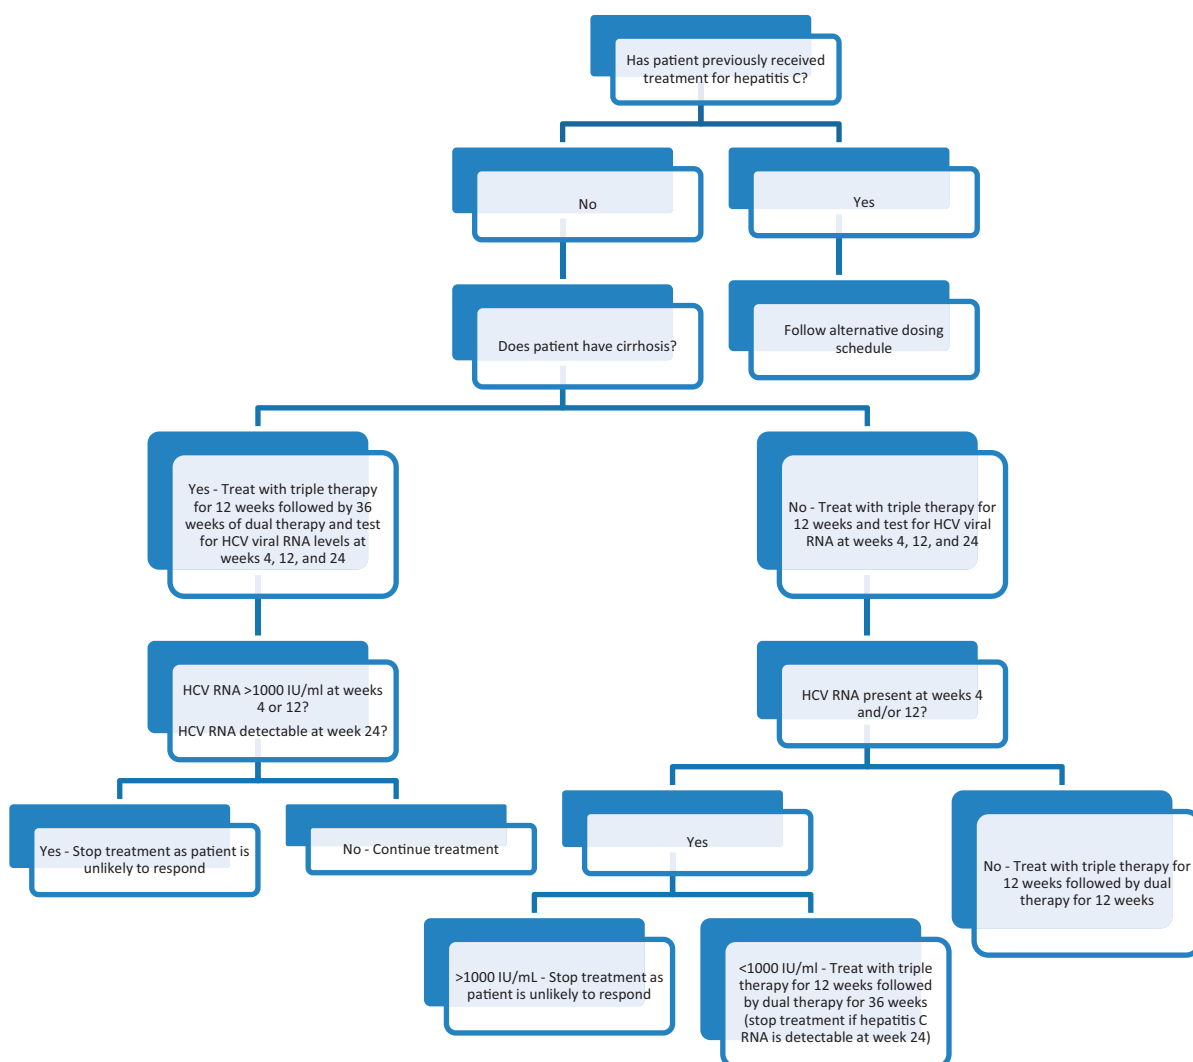 Has patient previously received
treatment for hepatitis C?
No
Yes
Does patient have cirrhosis?
Follow alternative dosing
schedule
Yes - Treat with triple therapy
for 12 weeks followed by 36
weeks of dual therapy and test
for HCV viral RNA levels at
weeks 4, 12, and 24
No - Treat with triple therapy for
12 weeks and test for HCV viral
RNA at weeks 4, 12, and 24
HCV RNA >1000 IU/ml at weeks
4 or 12?
HCV RNA detectable at week 24?
HCV RNA present at weeks 4
and/or 12?
Yes - Stop treatment as patient is
unlikely to respond
No - Continue treatment
Yes
No - Treat with triple therapy for
12 weeks followed by dual
therapy for 12 weeks
>1000 IU/mL - Stop treatment as
patient is unlikely to respond
<1000 IU/ml - Treat with triple
therapy for 12 weeks followed
by dual therapy for 36 weeks
(stop treatment if hepatitis C
RNA is detectable at week 24)